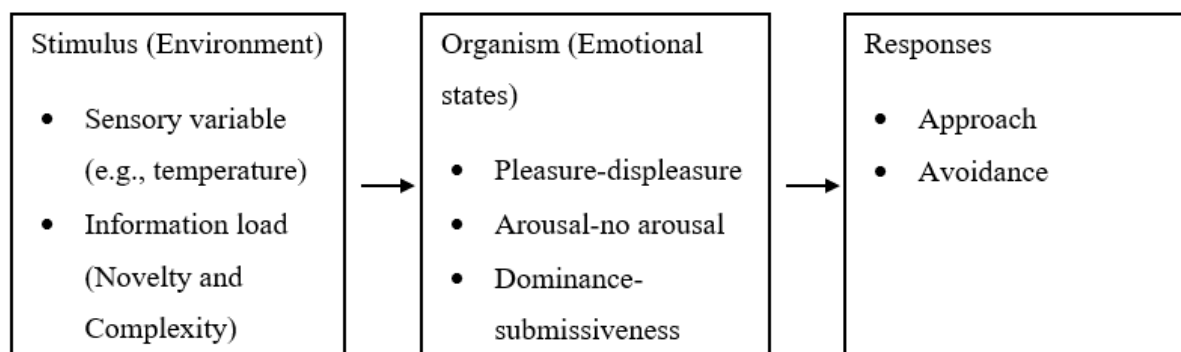 Stimulus (Environment)
• Sensory variable
(e.g., temperature)
• Information load
(Novelty and
Complexity)
Organism (Emotional
states)
• Pleasure-displeasure
• Arousal-no arousal
• Dominance-
submissiveness
Responses
• Approach
• Avoidance